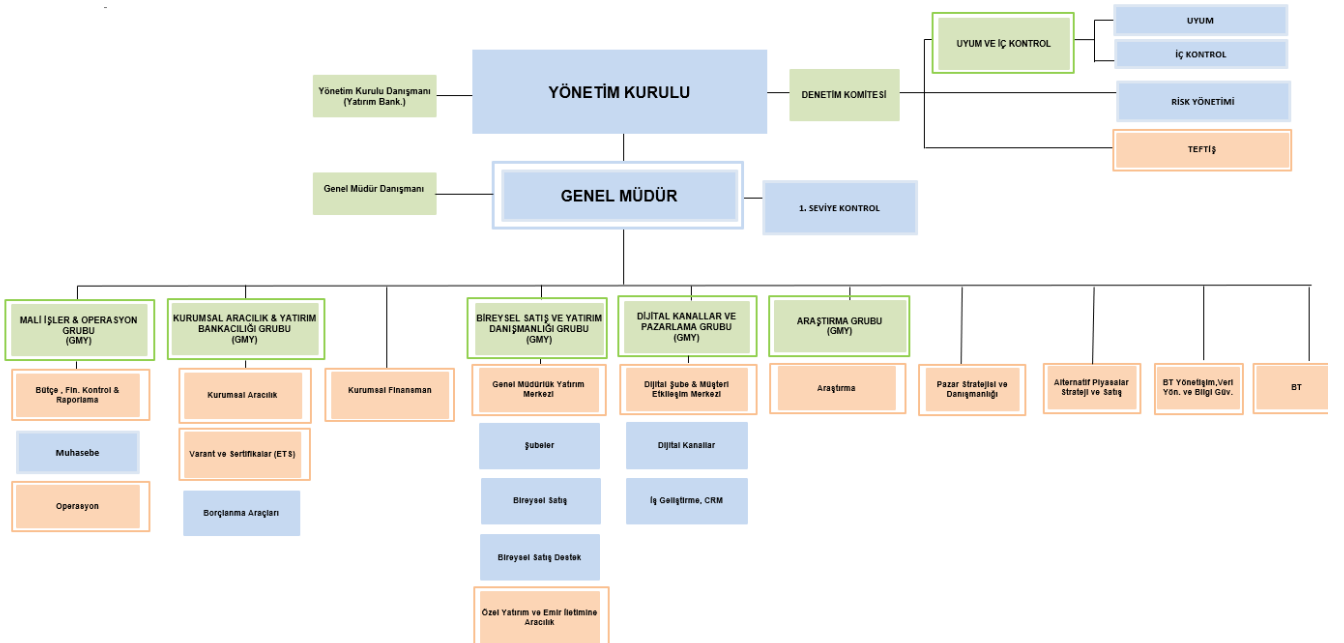 UYUM
UYUM VE İÇ KONTROL
İÇ KONTROL
Yönetim Kurulu Danışmanı
(Yatırım Bank.)
YÖNETİM KURULU
DENETİM KOMİTESİ
RİSK YÖNETİMİ
TEFTİŞ
Genel Müdür Danışmanı
GENEL MÜDÜR
1. SEVİYE KONTROL
MALİ İŞLER & OPERASYON
GRUBU
(GMY)
KURUMSAL ARACILIK & YATIRIM
BANKACILIĞI GRUBU
(GMY)
BİREYSEL SATIŞ VE YATIRIM
DANIŞMANLIĞI GRUBU
(GMY)
DİJİTAL KANALLAR VE
PAZARLAMA GRUBU
(GMY)
ARAŞTIRMA GRUBU
(GMY)
Bütçe , Fin. Kontrol &
Raporlama
Kurumsal Aracılık
Kurumsal Finansman
Genel Müdürlük Yatırım
Merkezi
Dijital Şube & Müşteri
Etkileşim Merkezi
Araştırma
Pazar Stratejisi ve
Danışmanlığı
Alternatif Piyasalar
Strateji ve Satış
BT Yönetişim,Veri
Yön. ve Bilgi Güv.
BT
Muhasebe
Varant ve Sertifikalar (ETS)
Şubeler
Dijital Kanallar
Operasyon
Borçlanma Araçları
Bireysel Satış
İş Geliştirme, CRM
Bireysel Satış Destek
Özel Yatırım ve Emir İletimine
Aracılık